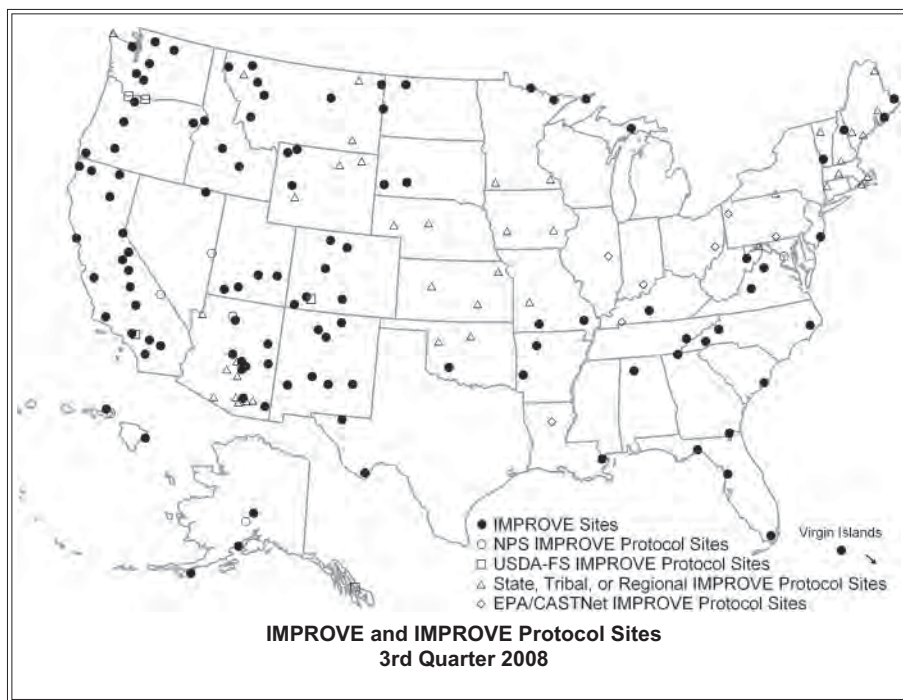 Virgin Islands
IMPROVE Sites
NPS IMPROVE Protocol Sites
USDA-FS IMPROVE Protocol Sites
State, Tribal, or Regional IMPROVE Protocol Sites
EPA/CASTNet IMPROVE Protocol Sites
IMPROVE and IMPROVE Protocol Sites
3rd Quarter 2008